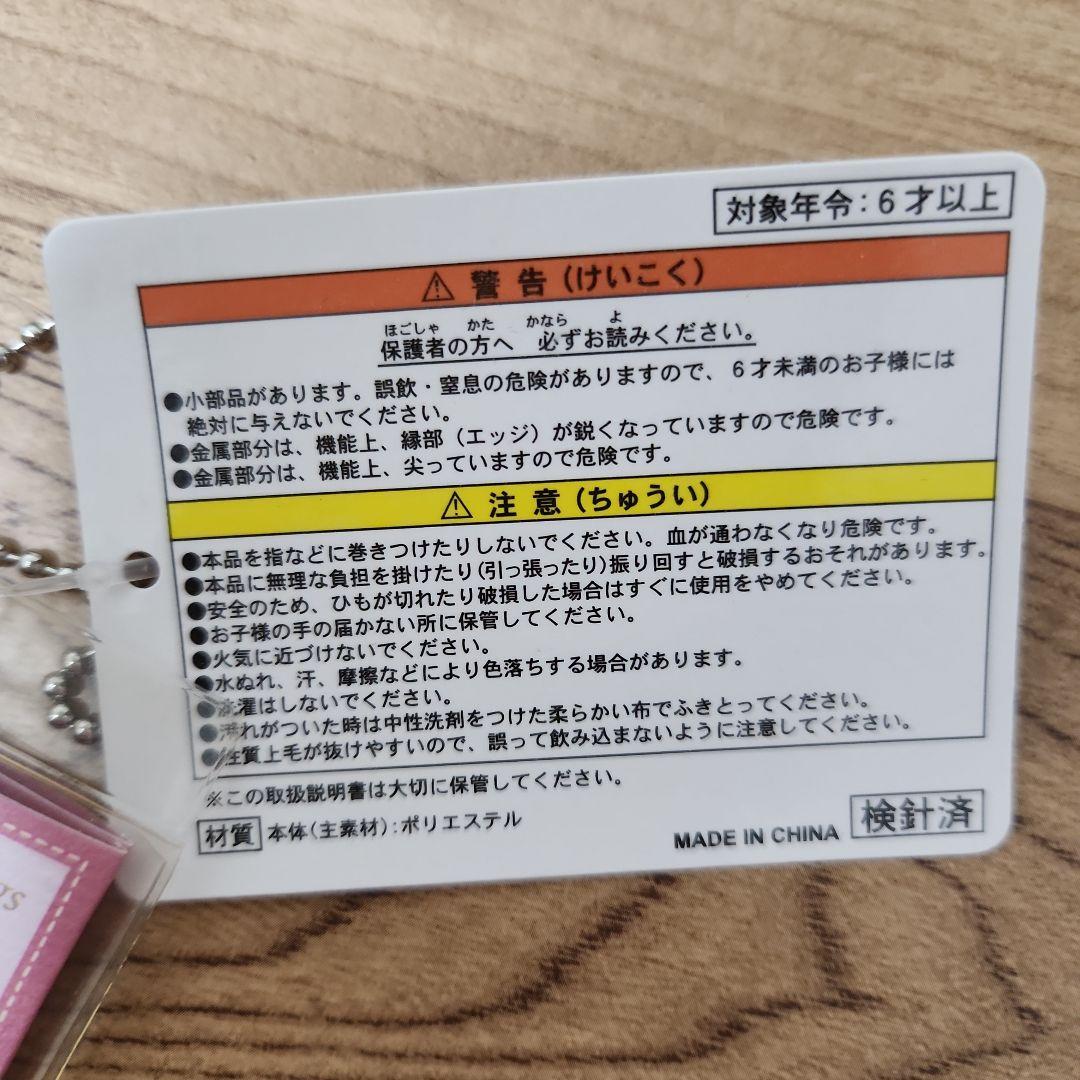 対象年令：6才以上
⚠ 警告（けいこく）
ほごしゃ かた かなら よ
保護者の方へ 必ずお読みください。
●小部品があります。誤飲・窒息の危険がありますので、6才未満のお子様には
絶対に与えないでください。
●金属部分は、機能上、縁部（エッジ）が鋭くなっていますので危険です。
●金属部分は、機能上、尖っていますので危険です。
⚠ 注意（ちゅうい）
●本品を指などに巻きつけたりしないでください。血が通わなくなり危険です。
●本品に無理な負担を掛けたり（引っ張ったり）振り回すと破損するおそれがあります。
●安全のため、ひもが切れたり破損した場合はすぐに使用をやめてください。
●お子様の手の届かない所に保管してください。
●火気に近づけないでください。
●水ぬれ、汗、摩擦などにより色落ちする場合があります。
●洗濯はしないでください。
●汚れがついた時は中性洗剤をつけた柔らかい布でふきとってください。
●性質上毛が抜けやすいので、誤って飲み込まないように注意してください。
※この取扱説明書は大切に保管してください。
材質 本体（主素材）：ポリエステル
MADE IN CHINA 検針済